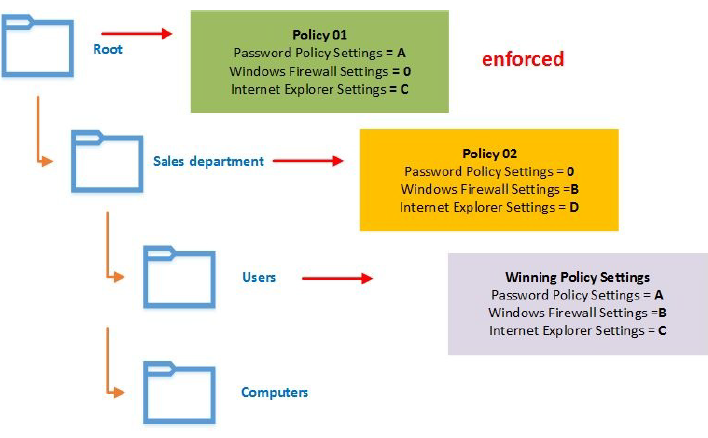 Root
Policy 01
Password Policy Settings = A
Windows Firewall Settings = 0
Internet Explorer Settings = C
enforced
Sales department
Policy 02
Password Policy Settings = 0
Windows Firewall Settings =B
Internet Explorer Settings = D
Users
Winning Policy Settings
Password Policy Settings = A
Windows Firewall Settings =B
Internet Explorer Settings = C
Computers